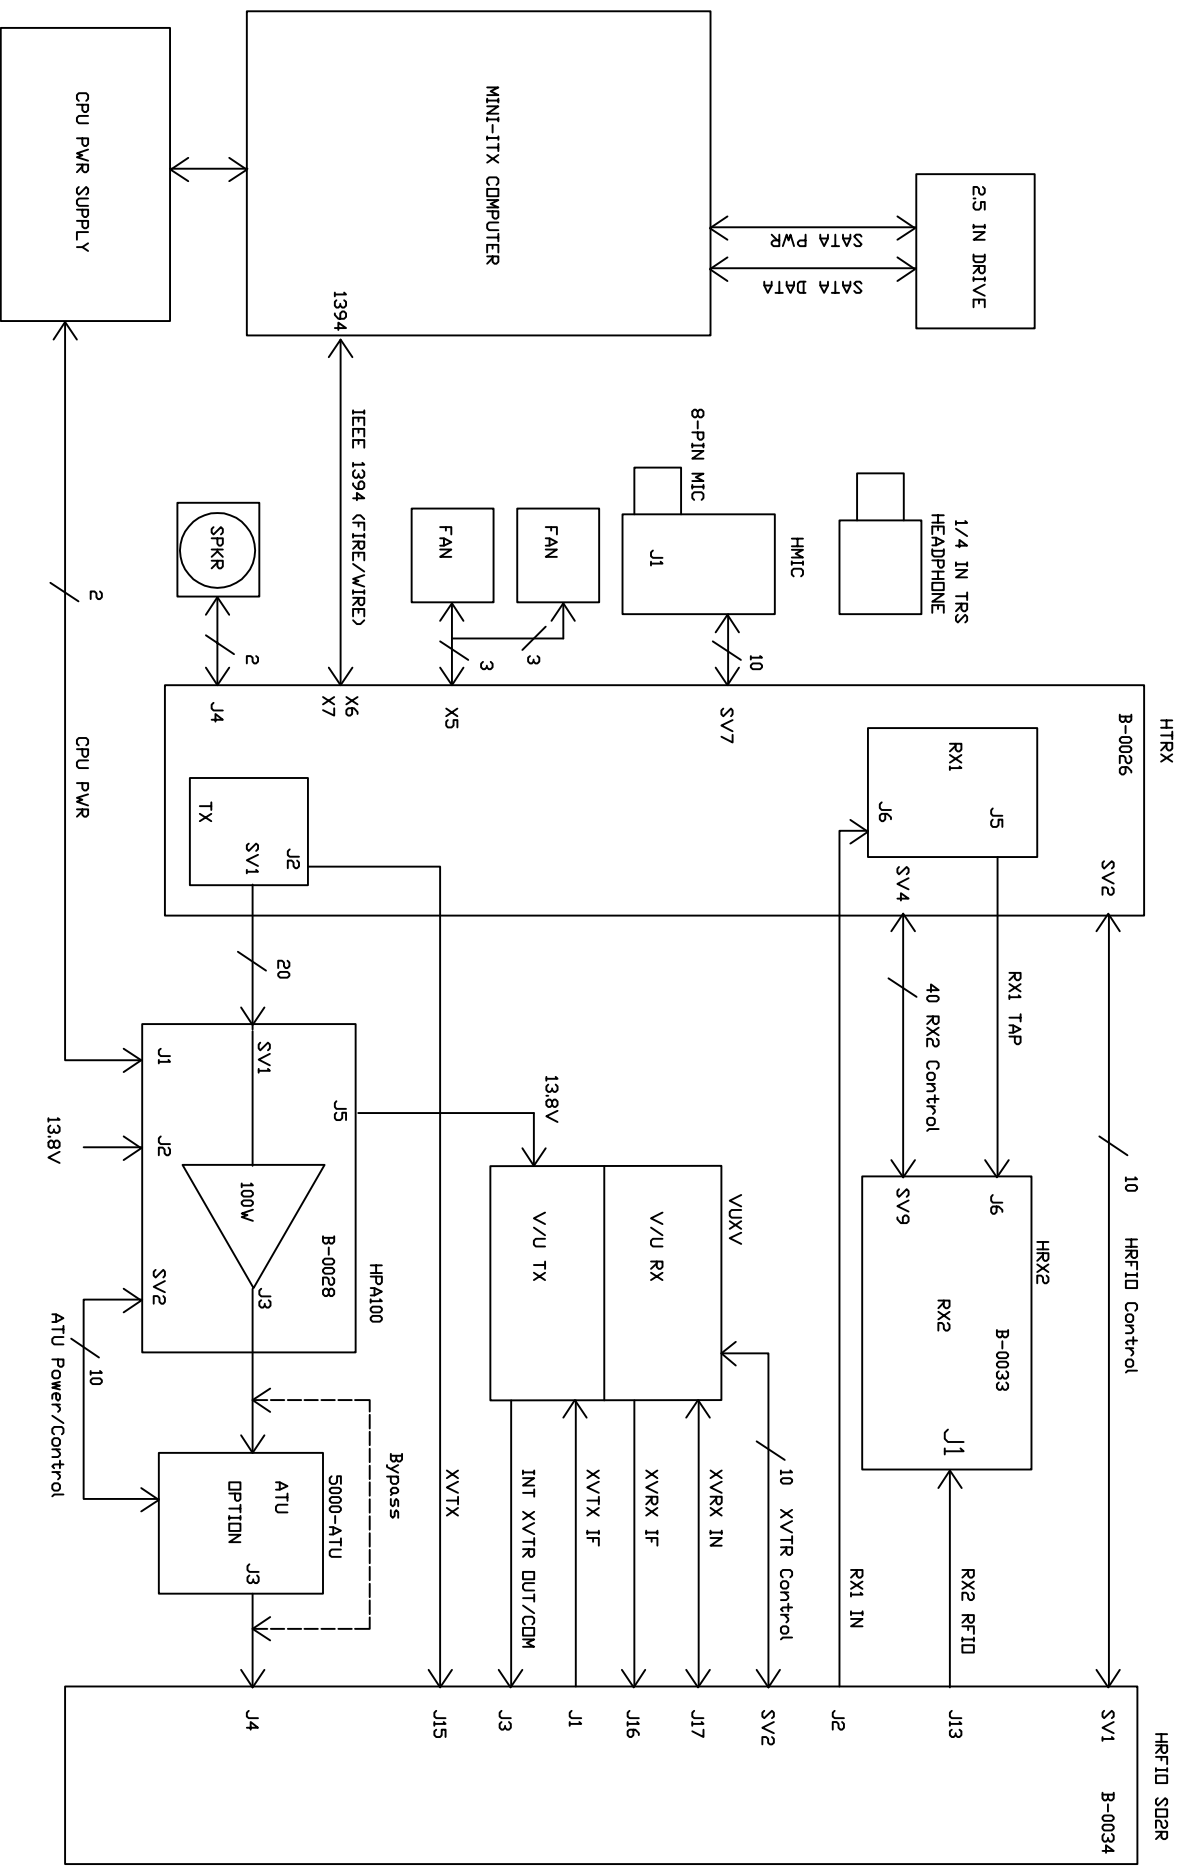 CPU PWR SUPPLY
MINI-ITX COMPUTER
1394
SATA PWR
SATA DATA
2.5 IN DRIVE
IEEE 1394 (FIRE/WIRE)
2
CPU PWR
SPKR
2
FAN
FAN
3
3
8-PIN MIC
J1
HMIC
10
1/4 IN TRS
HEADPHONE
HTRX
B-0026
J4
X6
X7
X5
SV7
RX1
J6
J5
SV4
SV2
TX
SV1
J2
20
J1
SV1
J5
J2
13.8V
100W
B-0028
HPA100
J3
SV2
10
ATU Power/Control
13.8V
V/U TX
V/U RX
VUXV
RX1 TAP
40 RX2 Control
10 HRFIO Control
SV9
J6
HRX2
RX2
B-0033
J1
Bypass
5000-ATU
ATU
OPTION
J3
XVTX
INT XVTR OUT/COM
XVTX IF
XVRX IF
XVRX IN
10 XVTR Control
RX1 IN
RX2 RFIO
J4
J15
J3
J1
J16
J17
SV2
J2
J13
SV1
B-0034
HRFIO SO2R